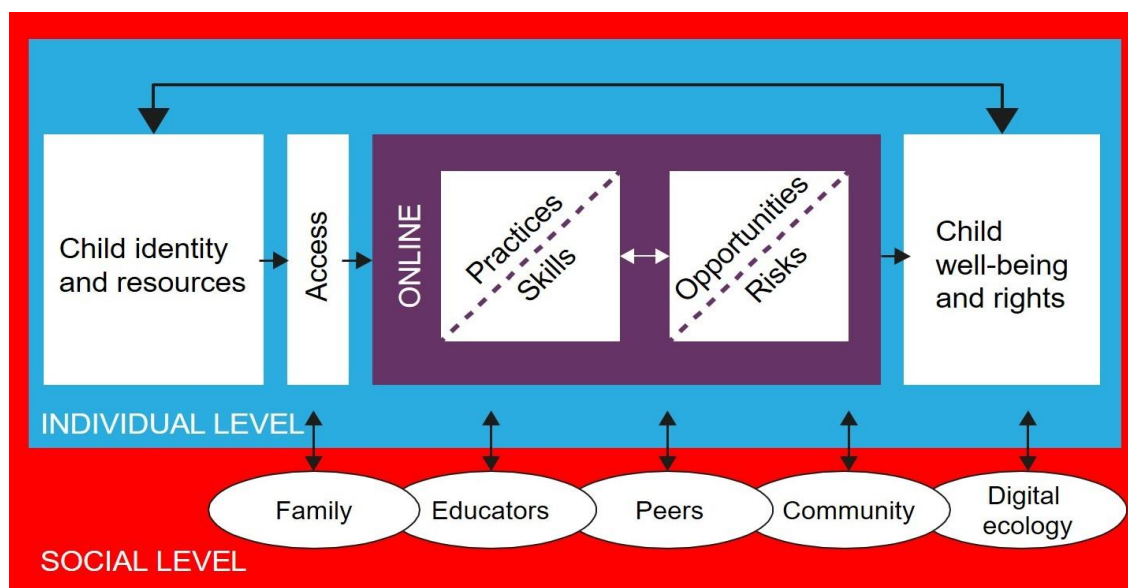 Child identity
and resources
Access
ONLINE
Practices
Skills
Opportunities
Risks
Child
well-being
and rights
INDIVIDUAL LEVEL
Family
Educators
Peers
Community
Digital
ecology
SOCIAL LEVEL